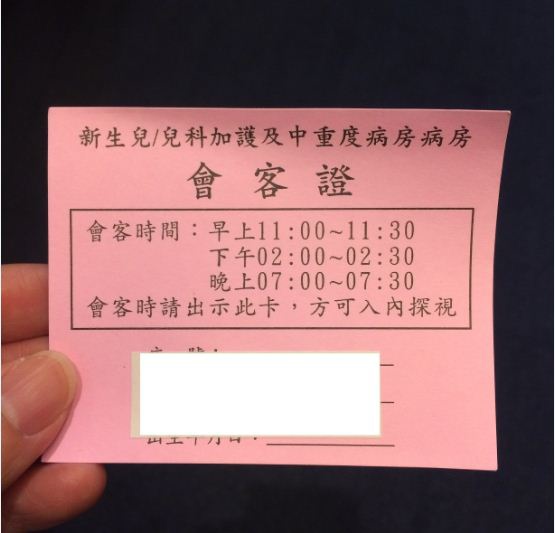 新生兒/兒科加護及中重度病房病房
會客證
會客時間：早上11:00~11:30
下午02:00~02:30
晚上07:00~07:30
會客時請出示此卡，方可入內探視